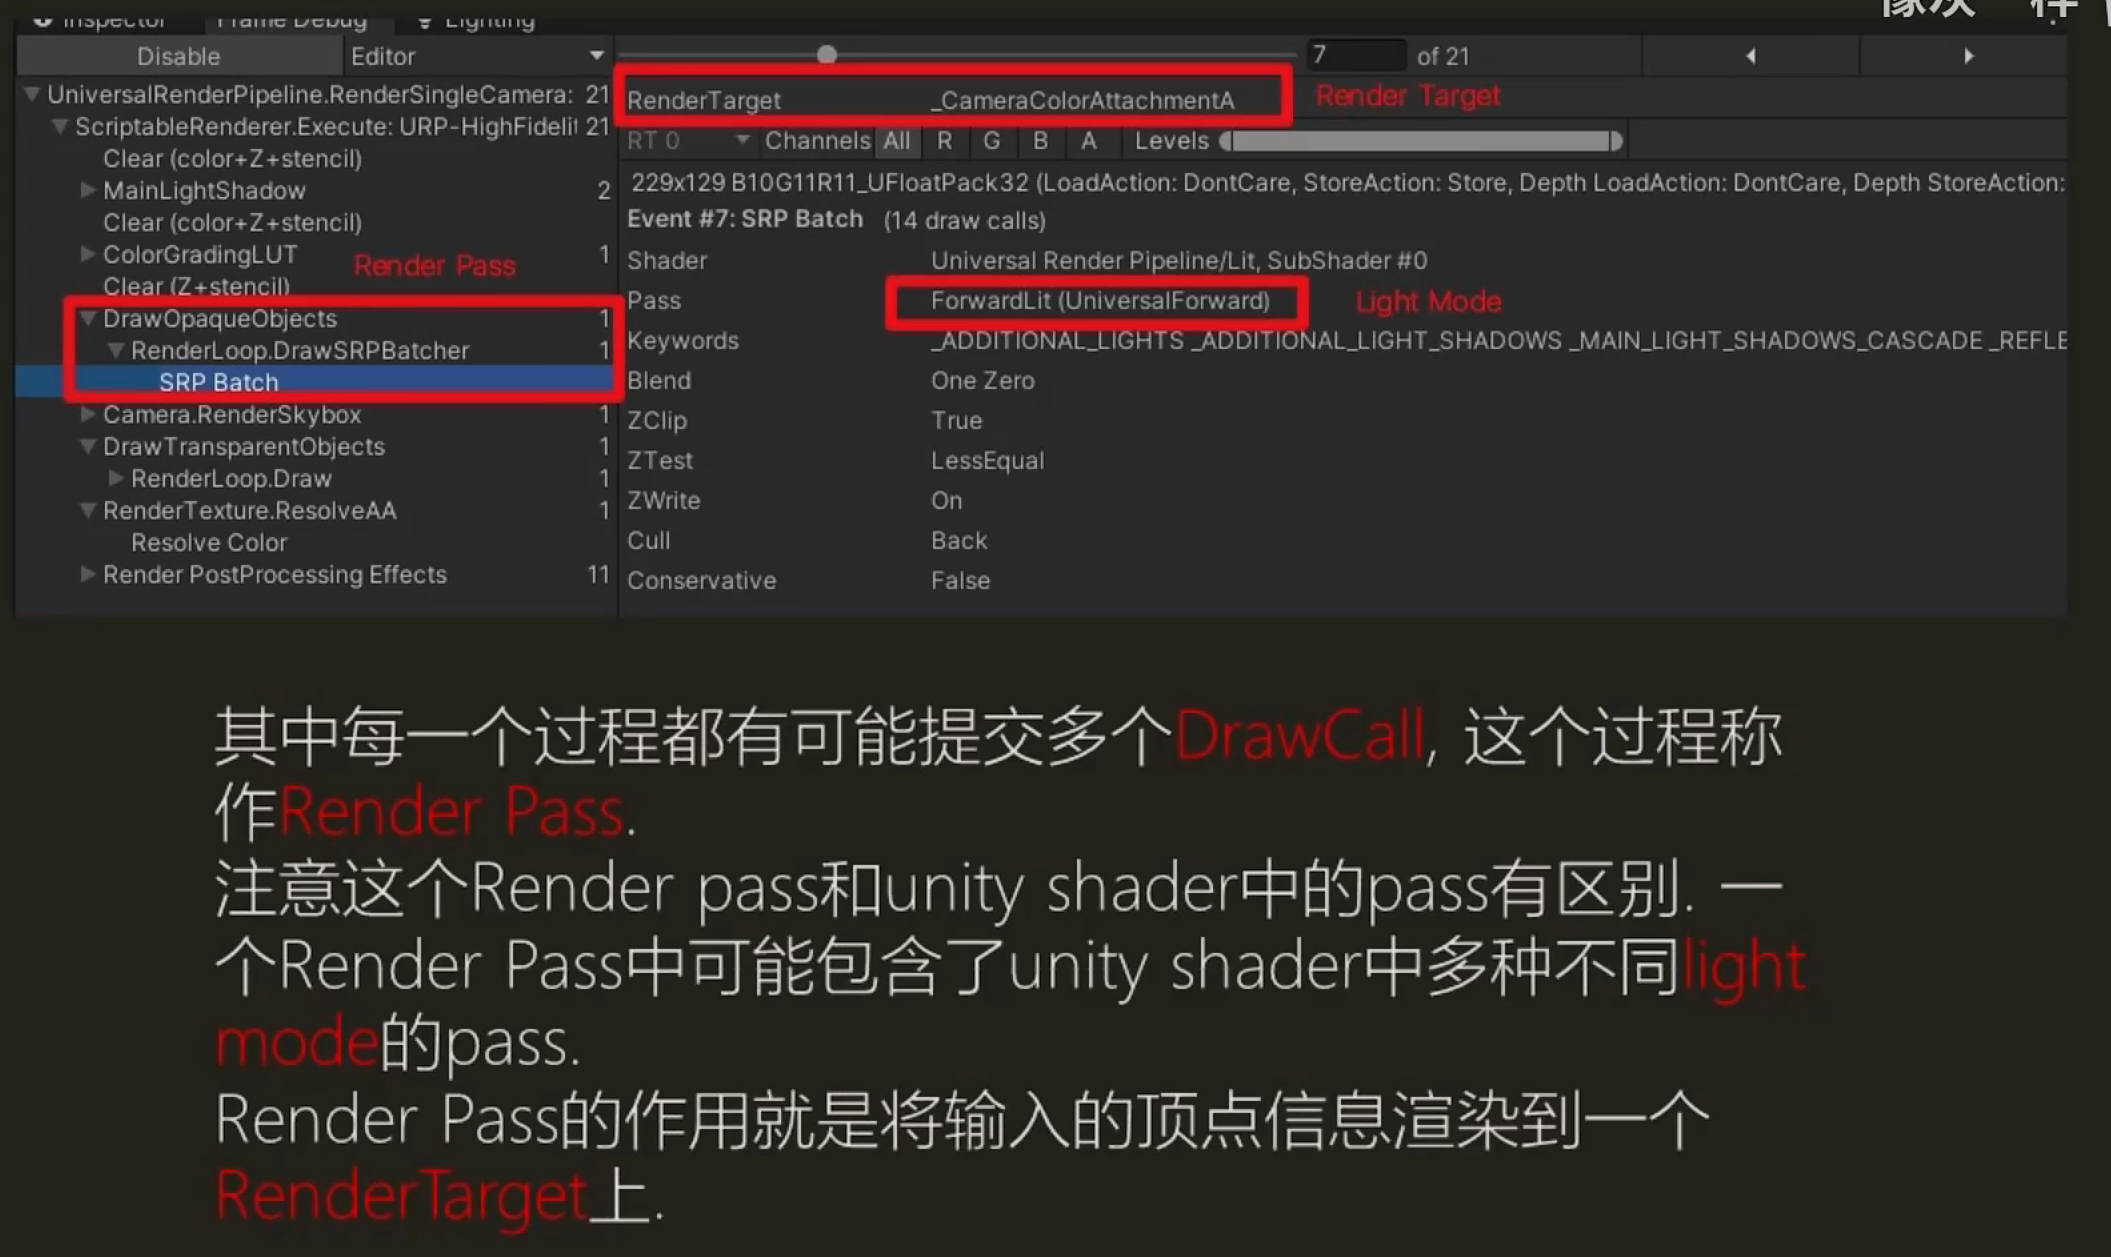 Inspector Frame Debug Lighting
Disable Editor 7 of 21
UniversalRenderPipeline.RenderSingleCamera: 21
ScriptableRenderer.Execute: URP-HighFidelit 21
Clear (color+Z+stencil)
MainLightShadow 2
Clear (color+Z+stencil)
ColorGradingLUT 1
Render Pass
Clear (Z+stencil)
DrawOpaqueObjects 1
RenderLoop.DrawSRPBatcher 1
SRP Batch
Camera.RenderSkybox 1
DrawTransparentObjects 1
RenderLoop.Draw 1
RenderTexture.ResolveAA 1
Resolve Color
Render PostProcessing Effects 11
RenderTarget _CameraColorAttachmentA Render Target
RT 0 Channels All R G B A Levels
229x129 B10G11R11_UFloatPack32 (LoadAction: DontCare, StoreAction: Store, Depth LoadAction: DontCare, Depth StoreAction:
Event #7: SRP Batch (14 draw calls)
Shader Universal Render Pipeline/Lit, SubShader #0
Pass ForwardLit (UniversalForward) Light Mode
Keywords _ADDITIONAL_LIGHTS _ADDITIONAL_LIGHT_SHADOWS _MAIN_LIGHT_SHADOWS_CASCADE _REFLE
Blend One Zero
ZClip True
ZTest LessEqual
ZWrite On
Cull Back
Conservative False
其中每一个过程都有可能提交多个DrawCall, 这个过程称
作Render Pass.
注意这个Render pass和unity shader中的pass有区别. 一
个Render Pass中可能包含了unity shader中多种不同light
mode的pass.
Render Pass的作用就是将输入的顶点信息渲染到一个
RenderTarget上.